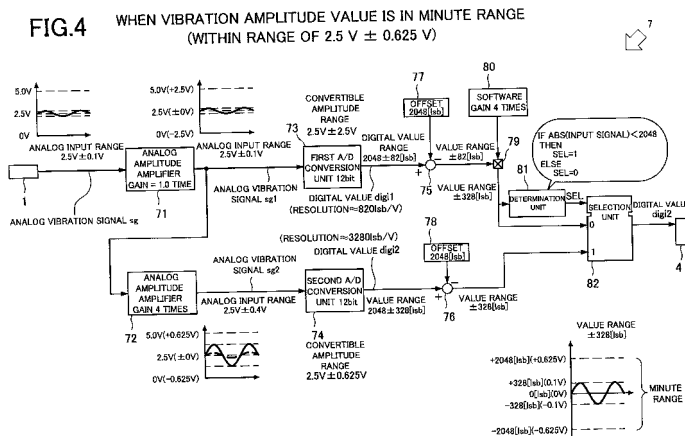 FIG.4
WHEN VIBRATION AMPLITUDE VALUE IS IN MINUTE RANGE
(WITHIN RANGE OF 2.5 V ± 0.625 V)
7
5.0V
2.5V
0V
ANALOG INPUT RANGE
2.5V±0.1V
5.0V(+2.5V)
2.5V(±0V)
0V(-2.5V)
ANALOG INPUT RANGE
2.5V±0.1V
1
ANALOG VIBRATION SIGNAL sg
ANALOG
AMPLITUDE
AMPLIFIER
GAIN = 1.0 TIME
71
ANALOG VIBRATION
SIGNAL sg1
CONVERTIBLE
AMPLITUDE
RANGE
2.5V±2.5V
73
FIRST A/D
CONVERSION
UNIT 12bit
DIGITAL VALUE
RANGE
2048±82[lsb]
DIGITAL VALUE digi1
(RESOLUTION≈820lsb/V)
77
OFFSET
2048[lsb]
+
−
75
VALUE RANGE
±82[lsb]
80
SOFTWARE
GAIN 4
TIMES
79
VALUE RANGE
±328[lsb]
81
DETERMINATION
UNIT
IF ABS(INPUT SIGNAL)<2048
THEN
SEL=1
ELSE
SEL=0
SEL
SELECTION
UNIT
0
1
82
DIGITAL VALUE
digi2
4
72
ANALOG
AMPLITUDE
AMPLIFIER
GAIN 4 TIMES
ANALOG VIBRATION
SIGNAL sg2
ANALOG INPUT RANGE
2.5V±0.4V
5.0V(+0.625V)
2.5V(±0V)
0V(-0.625V)
(RESOLUTION≈3280lsb/V)
DIGITAL VALUE digi2
SECOND A/D
CONVERSION
UNIT 12bit
74
VALUE RANGE
2048±328[lsb]
CONVERTIBLE
AMPLITUDE
RANGE
2.5V±0.625V
78
OFFSET
2048[lsb]
+
−
76
VALUE RANGE
±328[lsb]
VALUE RANGE
±328[lsb]
+2048[lsb](+0.625V)
+328[lsb](0.1V)
0[lsb](0V)
−328[lsb](-0.1V)
−2048[lsb](-0.625V)
MINUTE
RANGE